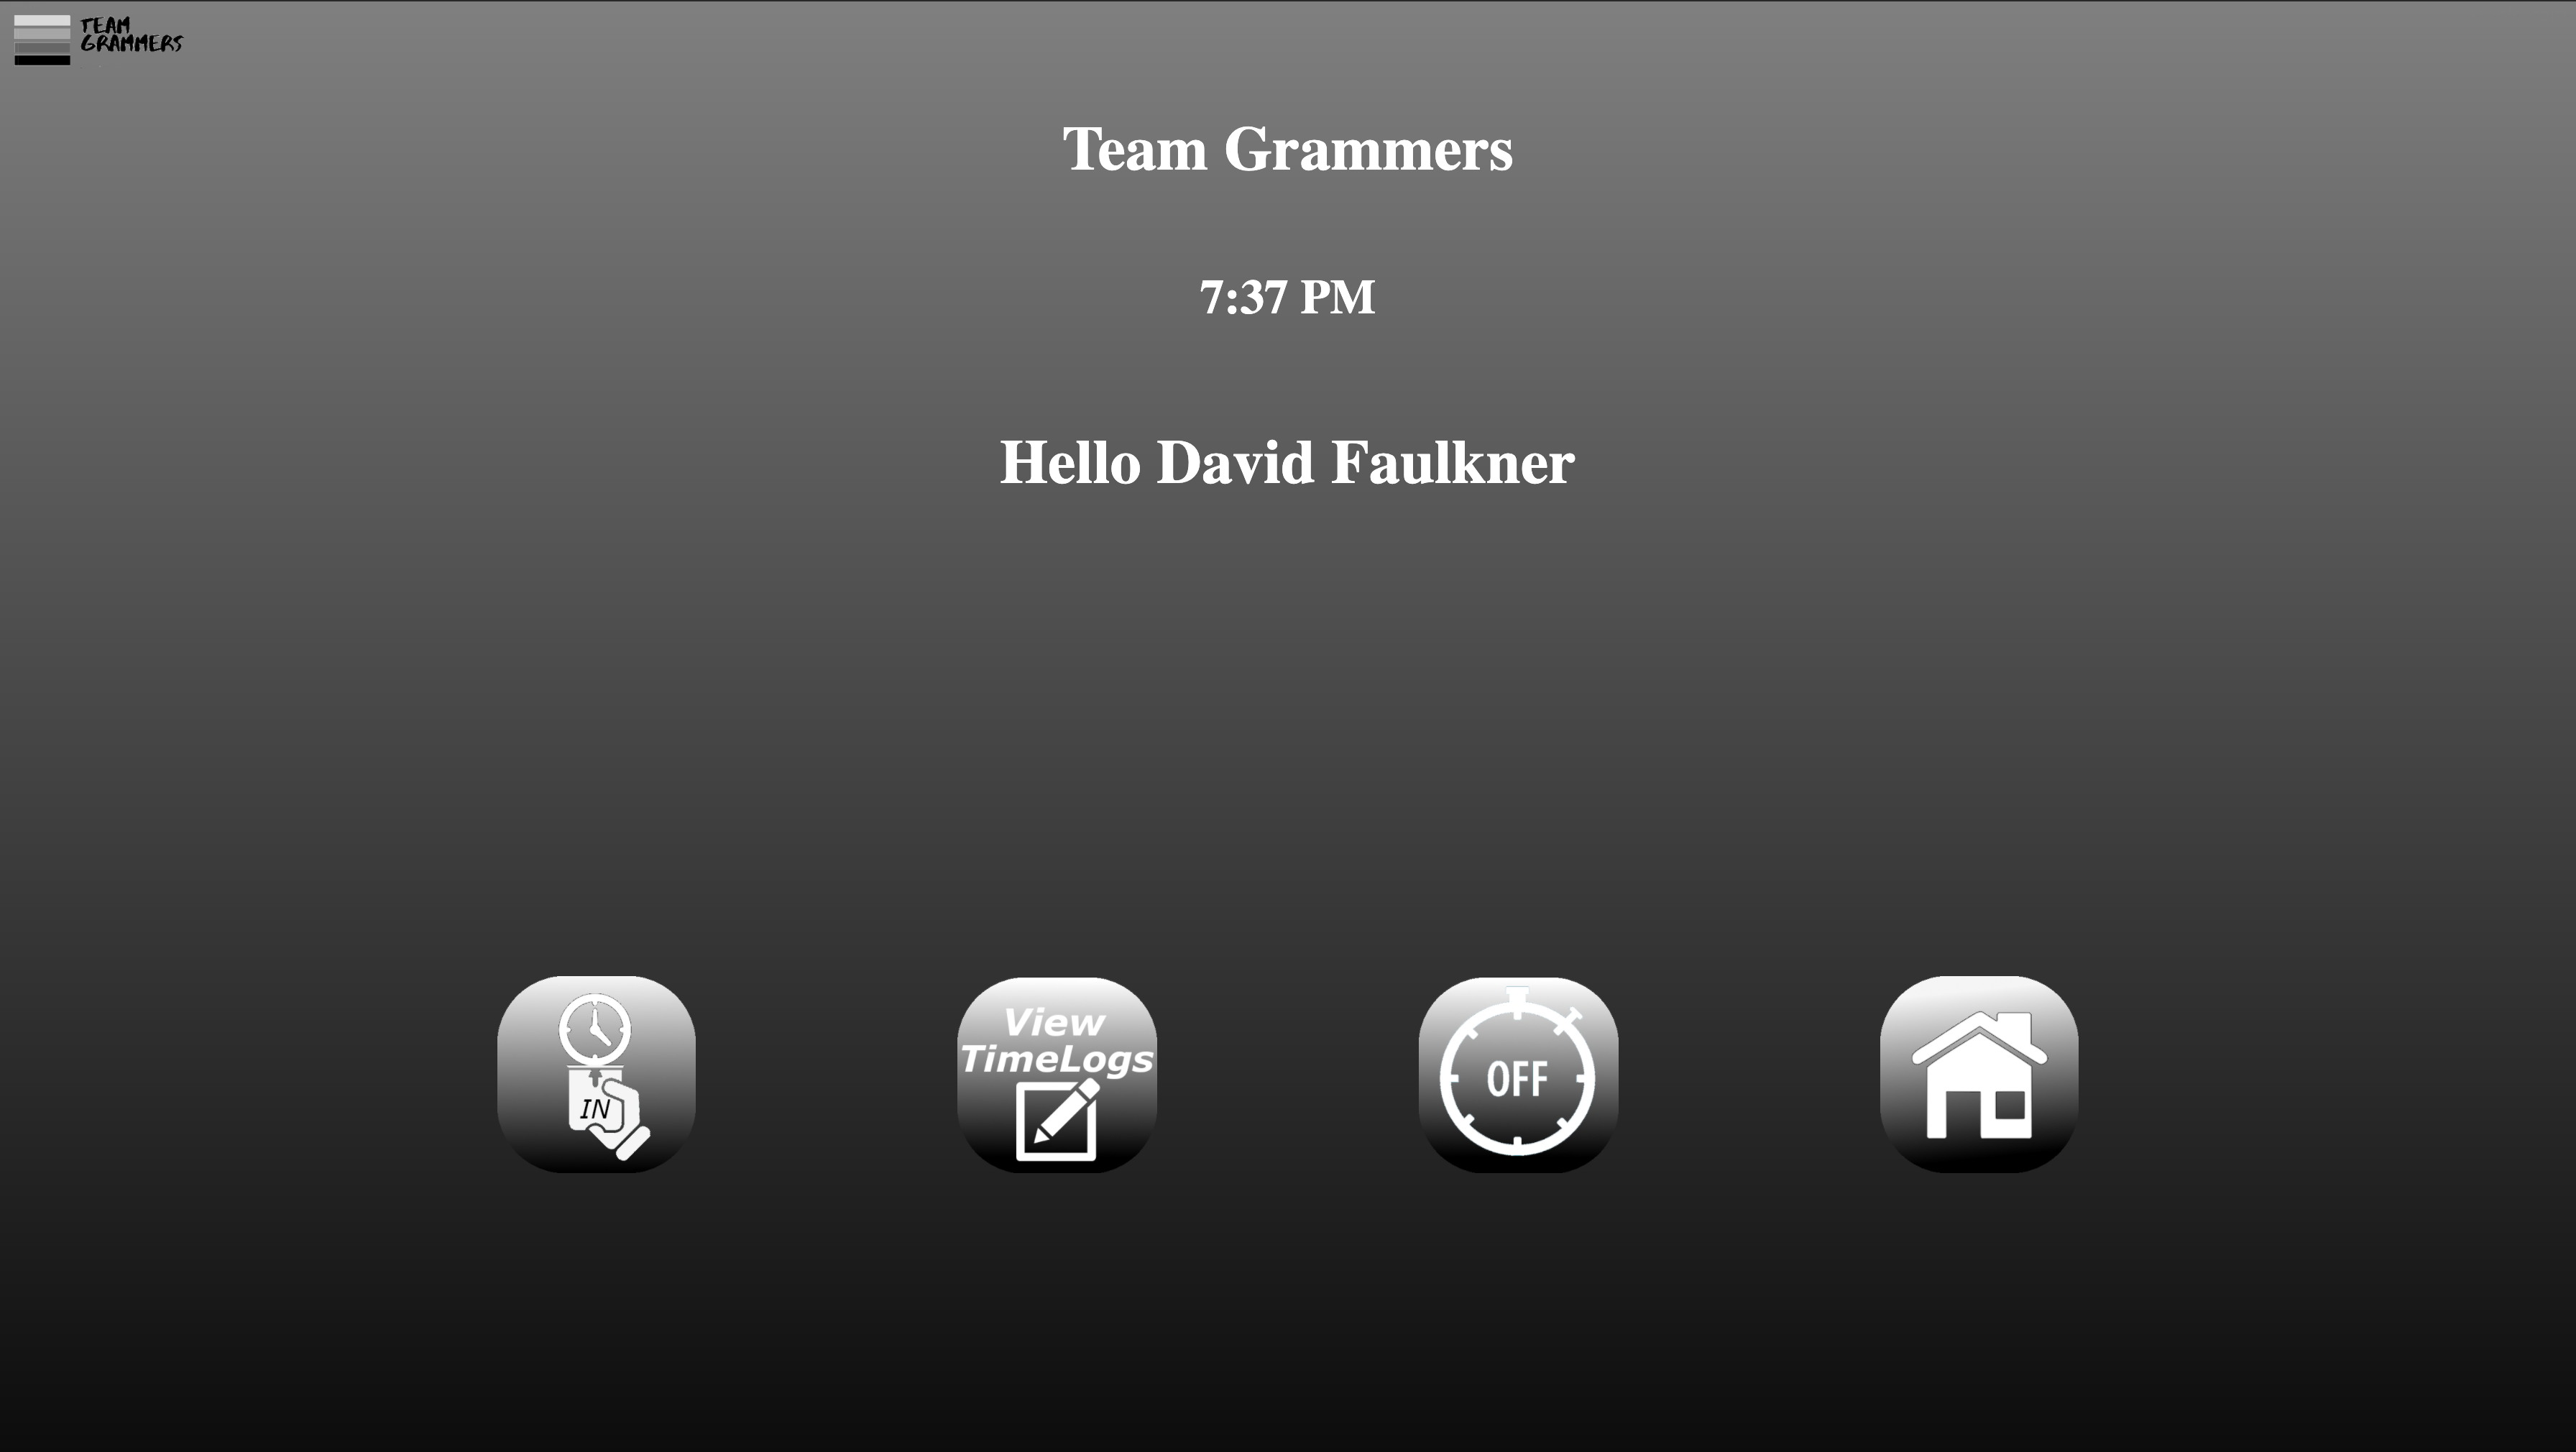 TEAM
GRAMMERS
Team Grammers
7:37 PM
Hello David Faulkner
IN
View
TimeLogs
OFF